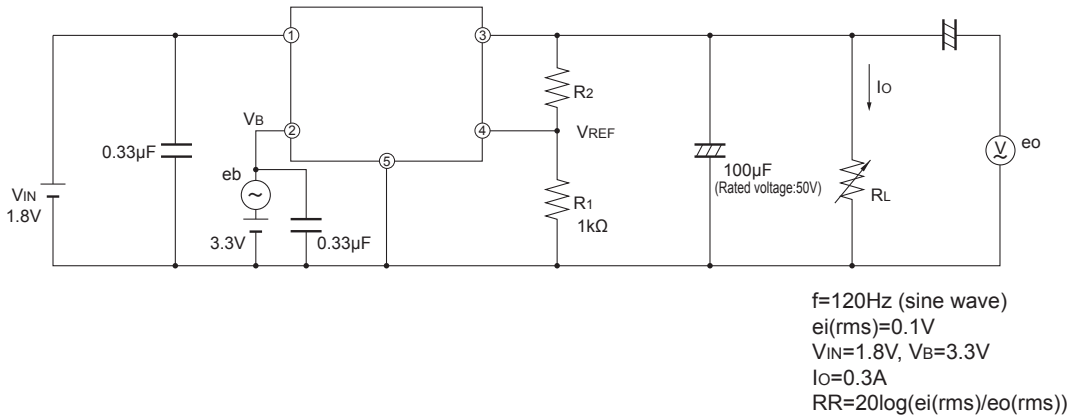 ① ③
R2
IO
VB
② ④
VREF
0.33µF
eb
⑤
V
eo
100µF
(Rated voltage:50V)
RL
VIN
1.8V
R1
1kΩ
3.3V
0.33µF
f=120Hz (sine wave)
ei(rms)=0.1V
VIN=1.8V, VB=3.3V
IO=0.3A
RR=20log(ei(rms)/eo(rms))